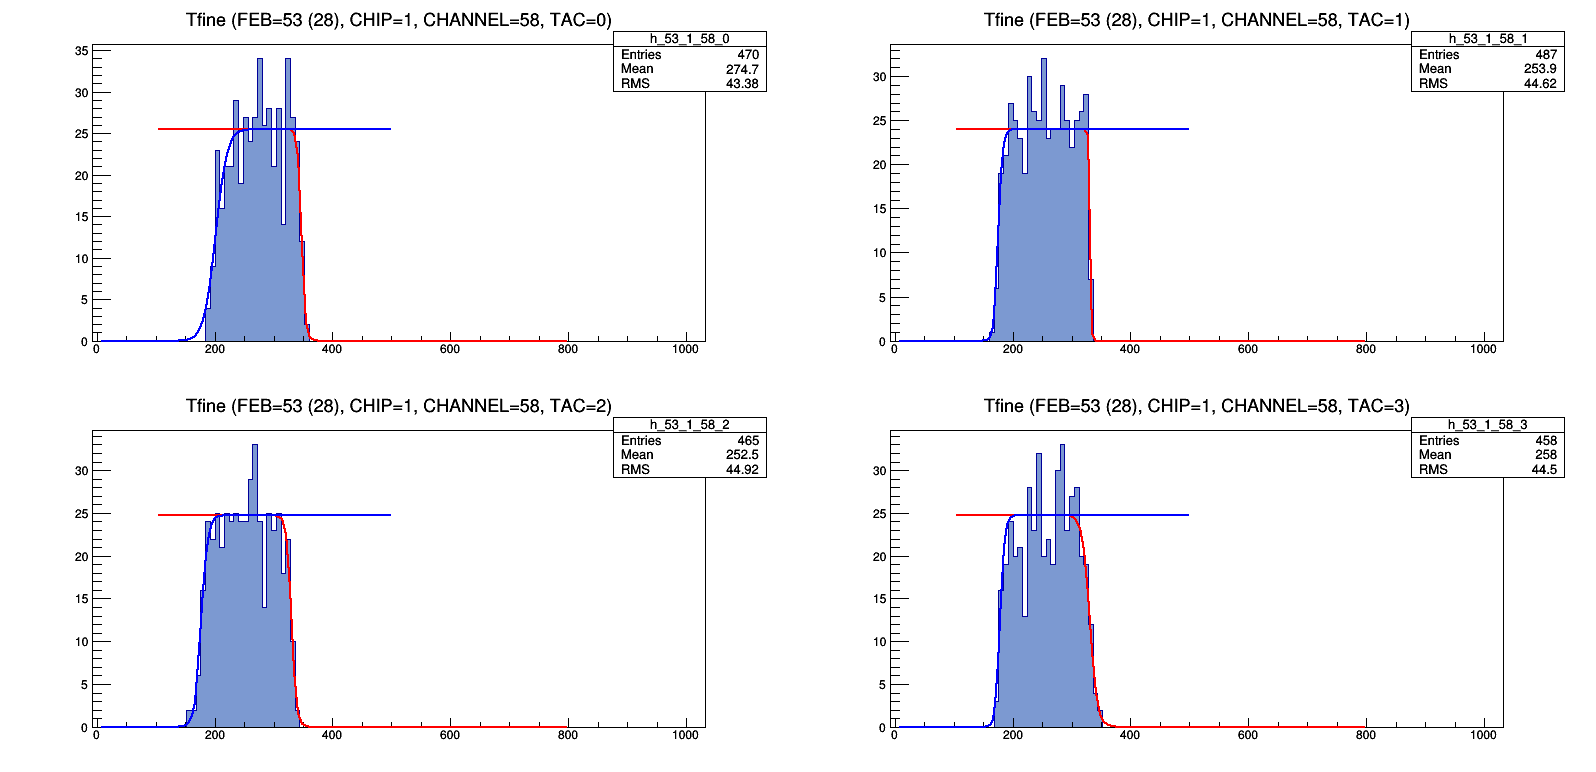 Tfine (FEB=53 (28), CHIP=1, CHANNEL=58, TAC=0)
h_53_1_58_0
Entries 470
Mean 274.7
RMS 43.38
35
30
25
20
15
10
5
0
0 200 400 600 800 1000
Tfine (FEB=53 (28), CHIP=1, CHANNEL=58, TAC=1)
h_53_1_58_1
Entries 487
Mean 253.9
RMS 44.62
30
25
20
15
10
5
0
0 200 400 600 800 1000
Tfine (FEB=53 (28), CHIP=1, CHANNEL=58, TAC=2)
h_53_1_58_2
Entries 465
Mean 252.5
RMS 44.92
30
25
20
15
10
5
0
0 200 400 600 800 1000
Tfine (FEB=53 (28), CHIP=1, CHANNEL=58, TAC=3)
h_53_1_58_3
Entries 458
Mean 258
RMS 44.5
30
25
20
15
10
5
0
0 200 400 600 800 1000